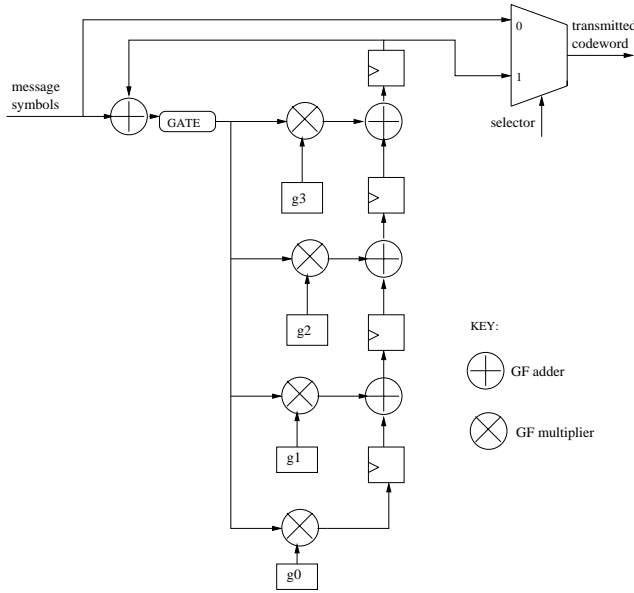 transmitted
codeword
0
1
message
symbols
GATE
selector
g3
g2
KEY:
GF adder
g1
GF multiplier
g0